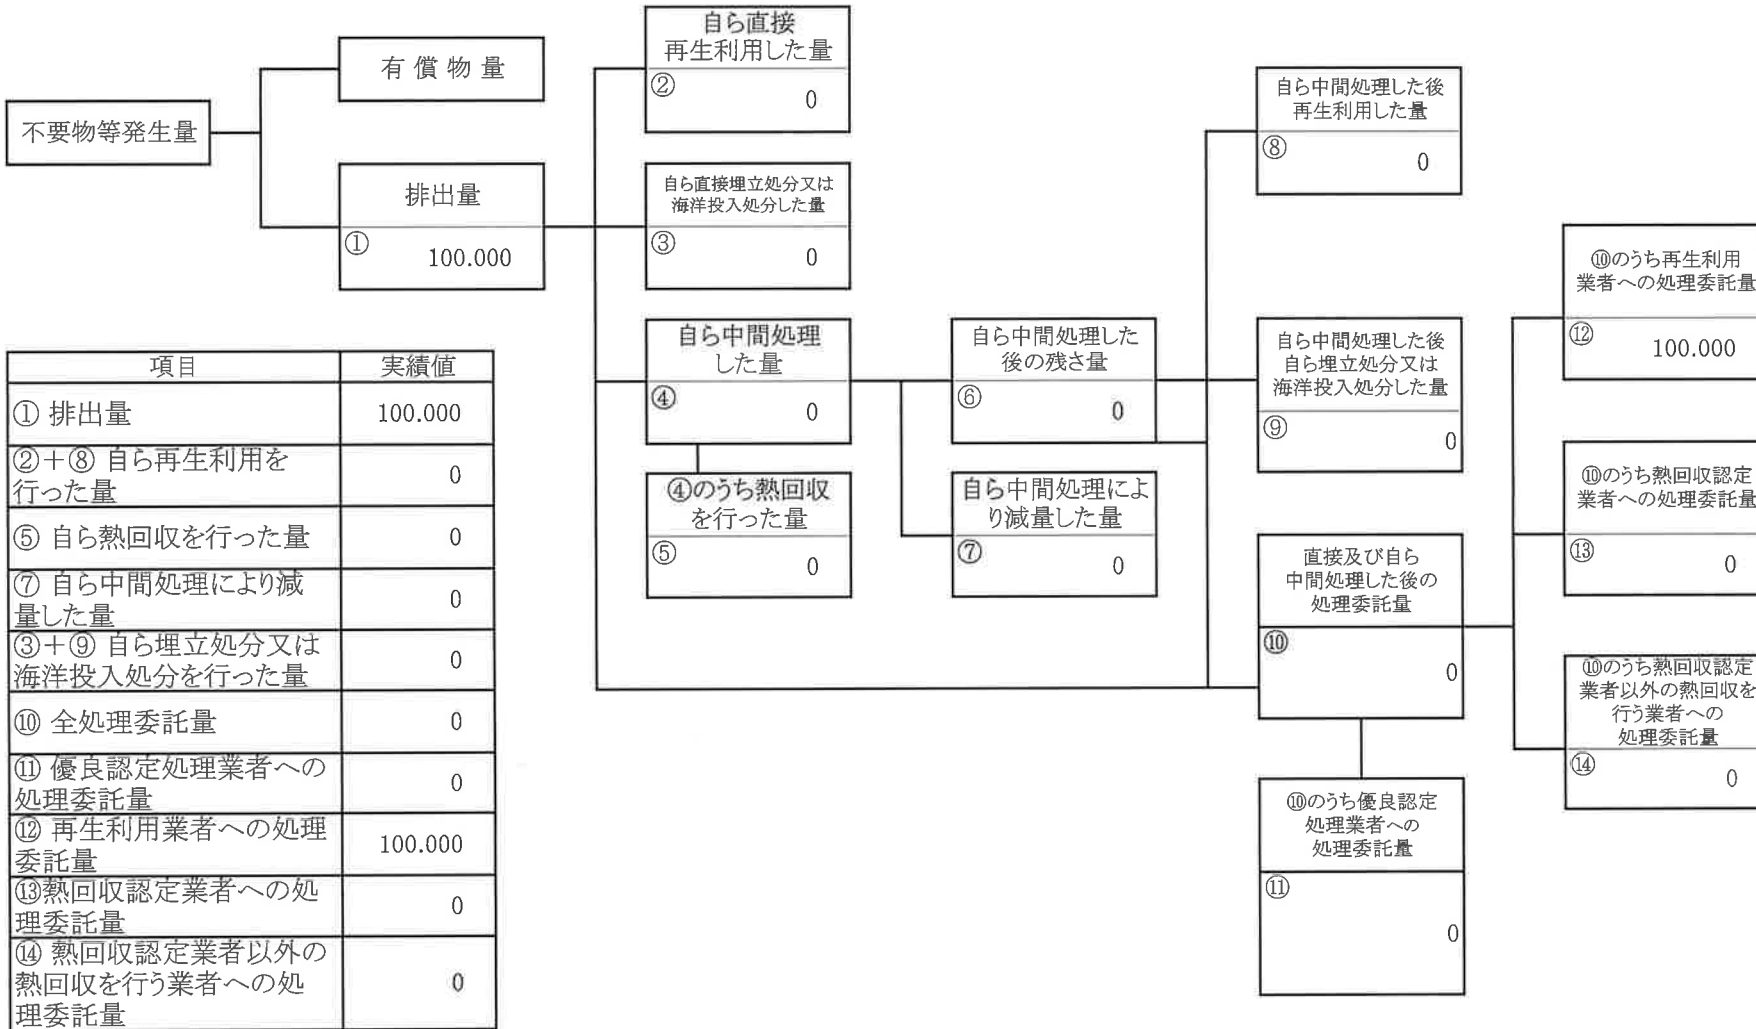 不要物等発生量
有償物量
排出量
① 100.000
自ら直接
再生利用した量
② 0
自ら直接埋立処分又は
海洋投入処分した量
③ 0
自ら中間処理
した量
④ 0
④のうち熱回収
を行った量
⑤ 0
自ら中間処理した
後の残さ量
⑥ 0
自ら中間処理によ
り減量した量
⑦ 0
自ら中間処理した後
再生利用した量
⑧ 0
自ら中間処理した後
自ら埋立処分又は
海洋投入処分した量
⑨ 0
直接及び自ら
中間処理した後の
処理委託量
⑩ 0
⑩のうち優良認定
処理業者への
処理委託量
⑪ 0
⑩のうち再生利用
業者への処理委託量
⑫ 100.000
⑩のうち熱回収認定
業者への処理委託量
⑬ 0
⑩のうち熱回収認定
業者以外の熱回収を
行う業者への
処理委託量
⑭ 0
項目 実績値
① 排出量 100.000
②+⑧ 自ら再生利用を
行った量 0
⑤ 自ら熱回収を行った量 0
⑦ 自ら中間処理により減
量した量 0
③+⑨ 自ら埋立処分又は
海洋投入処分を行った量 0
⑩ 全処理委託量 0
⑪ 優良認定処理業者への
処理委託量 0
⑫ 再生利用業者への処理
委託量 100.000
⑬熱回収認定業者への処
理委託量 0
⑭ 熱回収認定業者以外の
熱回収を行う業者への処
理委託量 0